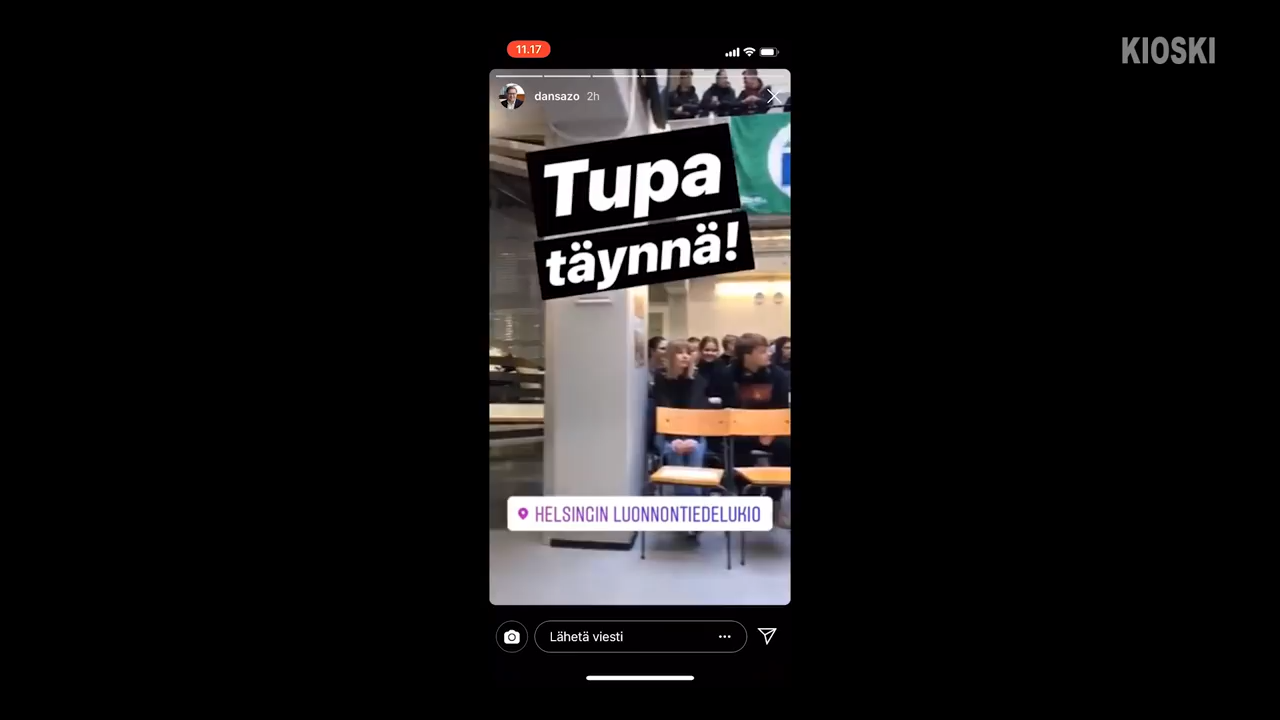 11.17
KIOSKI
dansazo 2h
Tupa
täynnä!
HELSINGIN LUONNONTIEDELUKIO
Lähetä viesti